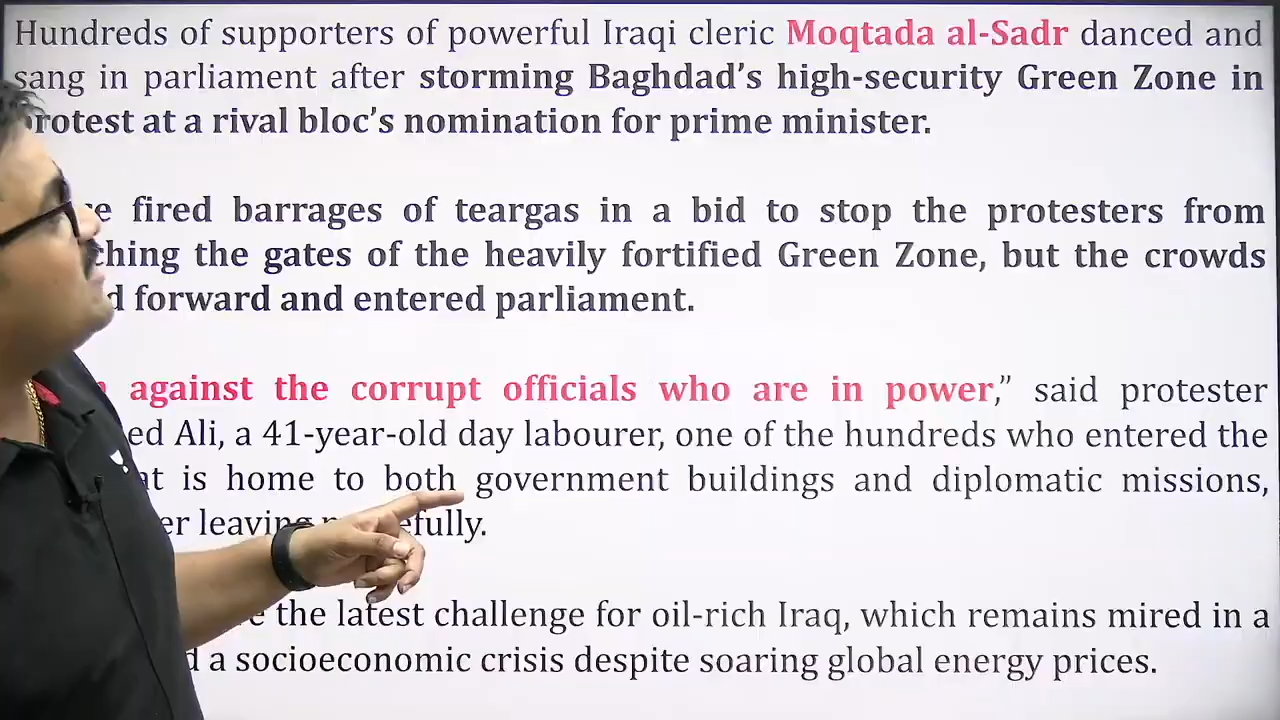 Hundreds of supporters of powerful Iraqi cleric Moqtada al-Sadr danced and
sang in parliament after storming Baghdad’s high-security Green Zone in
protest at a rival bloc’s nomination for prime minister.
fired barrages of teargas in a bid to stop the protesters from
the gates of the heavily fortified Green Zone, but the crowds
forward and entered parliament.
against the corrupt officials who are in power,” said protester
Ali, a 41-year-old day labourer, one of the hundreds who entered the
is home to both government buildings and diplomatic missions,
leaving
the latest challenge for oil-rich Iraq, which remains mired in a
a socioeconomic crisis despite soaring global energy prices.